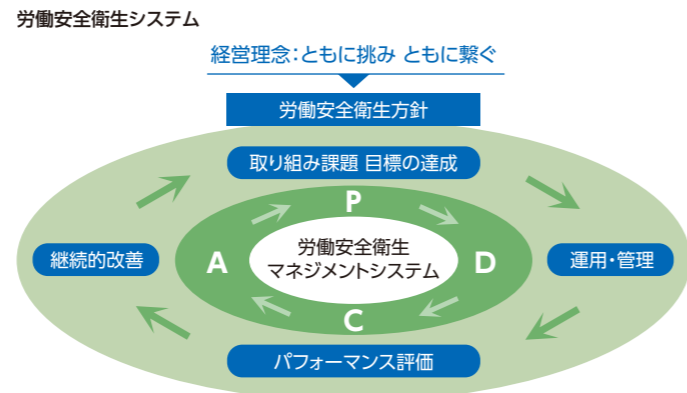 労働安全衛生システム
経営理念：ともに挑み ともに繋ぐ
労働安全衛生方針
取り組み課題 目標の達成
P
継続的改善
A
労働安全衛生
マネジメントシステム
D
運用・管理
C
パフォーマンス評価